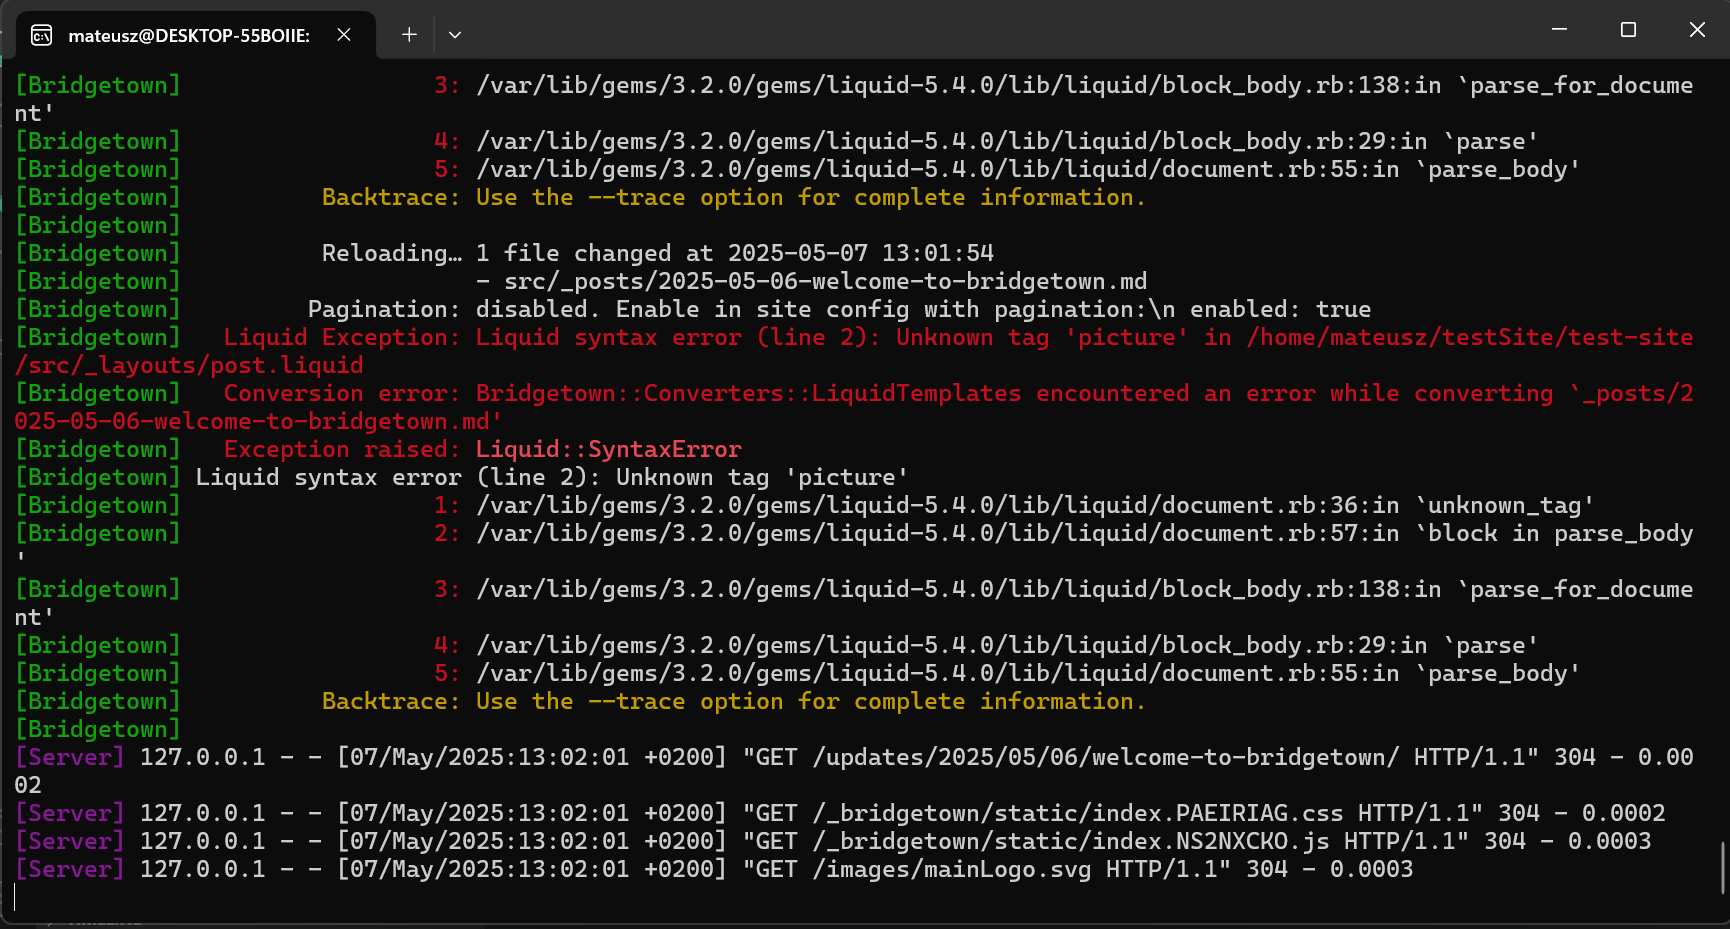 mateusz@DESKTOP-55BOIIE:
[Bridgetown] 3: /var/lib/gems/3.2.0/gems/liquid-5.4.0/lib/liquid/block_body.rb:138:in `parse_for_docume
nt'
[Bridgetown] 4: /var/lib/gems/3.2.0/gems/liquid-5.4.0/lib/liquid/block_body.rb:29:in `parse'
[Bridgetown] 5: /var/lib/gems/3.2.0/gems/liquid-5.4.0/lib/liquid/document.rb:55:in `parse_body'
[Bridgetown] Backtrace: Use the --trace option for complete information.
[Bridgetown]
[Bridgetown] Reloading… 1 file changed at 2025-05-07 13:01:54
[Bridgetown] - src/_posts/2025-05-06-welcome-to-bridgetown.md
[Bridgetown] Pagination: disabled. Enable in site config with pagination:\n enabled: true
[Bridgetown] Liquid Exception: Liquid syntax error (line 2): Unknown tag 'picture' in /home/mateusz/testSite/test-site
/src/_layouts/post.liquid
[Bridgetown] Conversion error: Bridgetown::Converters::LiquidTemplates encountered an error while converting `_posts/2
025-05-06-welcome-to-bridgetown.md'
[Bridgetown] Exception raised: Liquid::SyntaxError
[Bridgetown] Liquid syntax error (line 2): Unknown tag 'picture'
[Bridgetown] 1: /var/lib/gems/3.2.0/gems/liquid-5.4.0/lib/liquid/document.rb:36:in `unknown_tag'
[Bridgetown] 2: /var/lib/gems/3.2.0/gems/liquid-5.4.0/lib/liquid/document.rb:57:in `block in parse_body
'
[Bridgetown] 3: /var/lib/gems/3.2.0/gems/liquid-5.4.0/lib/liquid/block_body.rb:138:in `parse_for_docume
nt'
[Bridgetown] 4: /var/lib/gems/3.2.0/gems/liquid-5.4.0/lib/liquid/block_body.rb:29:in `parse'
[Bridgetown] 5: /var/lib/gems/3.2.0/gems/liquid-5.4.0/lib/liquid/document.rb:55:in `parse_body'
[Bridgetown] Backtrace: Use the --trace option for complete information.
[Bridgetown]
[Server] 127.0.0.1 - - [07/May/2025:13:02:01 +0200] "GET /updates/2025/05/06/welcome-to-bridgetown/ HTTP/1.1" 304 - 0.00
02
[Server] 127.0.0.1 - - [07/May/2025:13:02:01 +0200] "GET /_bridgetown/static/index.PAEIRIAG.css HTTP/1.1" 304 - 0.0002
[Server] 127.0.0.1 - - [07/May/2025:13:02:01 +0200] "GET /_bridgetown/static/index.NS2NXCKO.js HTTP/1.1" 304 - 0.0003
[Server] 127.0.0.1 - - [07/May/2025:13:02:01 +0200] "GET /images/mainLogo.svg HTTP/1.1" 304 - 0.0003